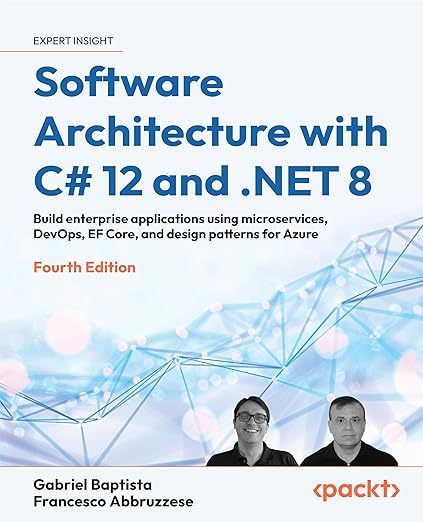 EXPERT INSIGHT
Software
Architecture with
C# 12 and .NET 8
Build enterprise applications using microservices,
DevOps, EF Core, and design patterns for Azure
Fourth Edition
Gabriel Baptista
Francesco Abbruzzese
<packt>